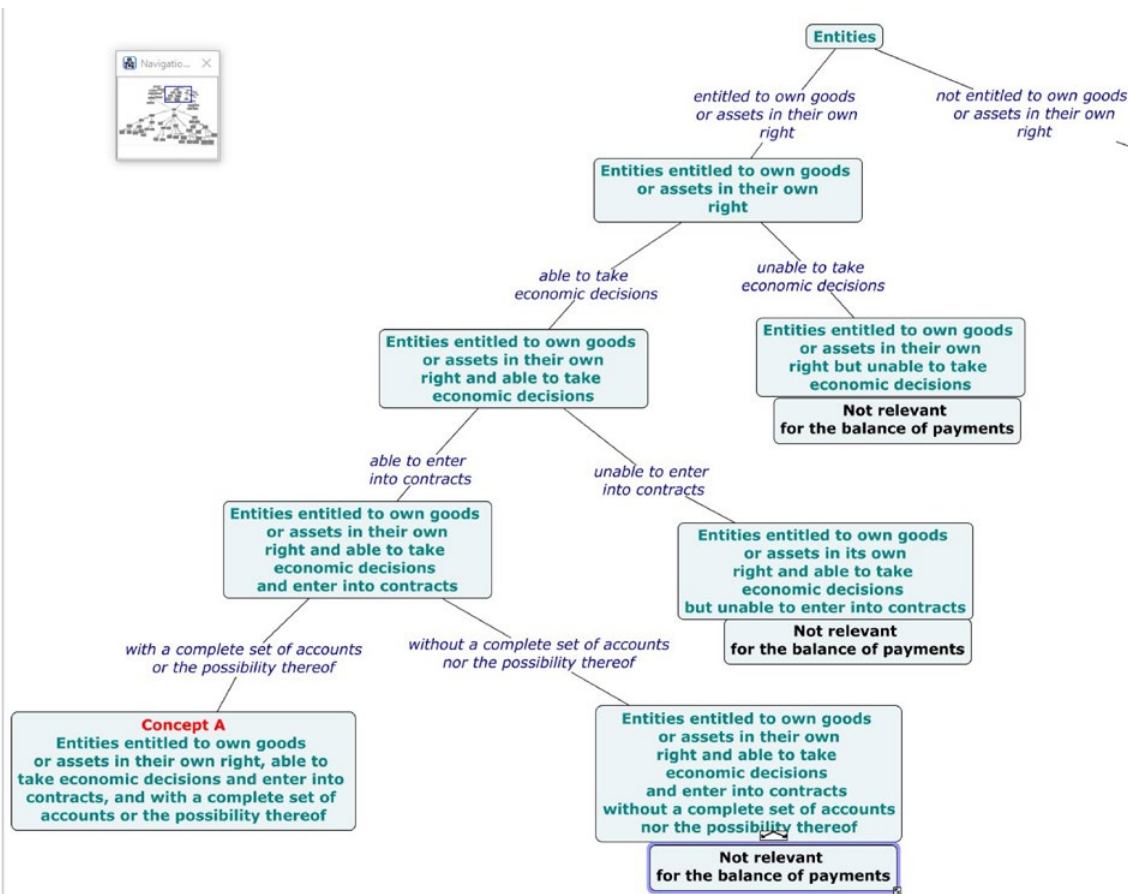 Entities
Navigatio...
entitled to own goods
or assets in their own
right
not entitled to own goods
or assets in their own
right
Entities entitled to own goods
or assets in their own
right
able to take
economic decisions
unable to take
economic decisions
Entities entitled to own goods
or assets in their own
right and able to take
economic decisions
Entities entitled to own goods
or assets in their own
right but unable to take
economic decisions
Not relevant
for the balance of payments
able to enter
into contracts
unable to enter
into contracts
Entities entitled to own goods
or assets in their own
right and able to take
economic decisions
and enter into contracts
Entities entitled to own goods
or assets in its own
right and able to take
economic decisions
but unable to enter into contracts
Not relevant
for the balance of payments
with a complete set of accounts
or the possibility thereof
without a complete set of accounts
nor the possibility thereof
Concept A
Entities entitled to own goods
or assets in their own right, able to
take economic decisions and enter into
contracts, and with a complete set of
accounts or the possibility thereof
Entities entitled to own goods
or assets in their own
right and able to take
economic decisions
and enter into contracts
without a complete set of accounts
nor the possibility thereof
Not relevant
for the balance of payments